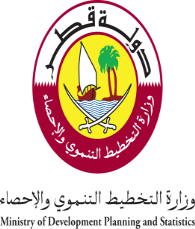 دولة قطر
وزارة التخطيط التنموي والإحصاء
وزارة التخطيط التنموي والإحصاء
Ministry of Development Planning and Statistics